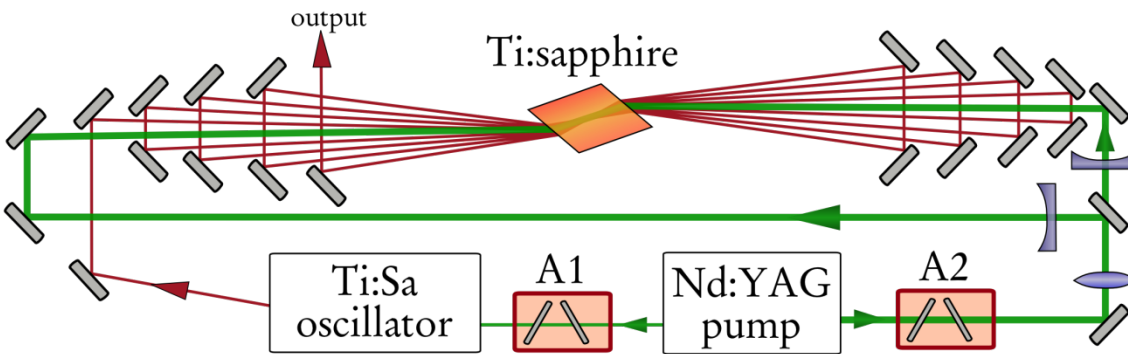 output
Ti:sapphire
Ti:Sa
oscillator
A1
Nd:YAG
pump
A2